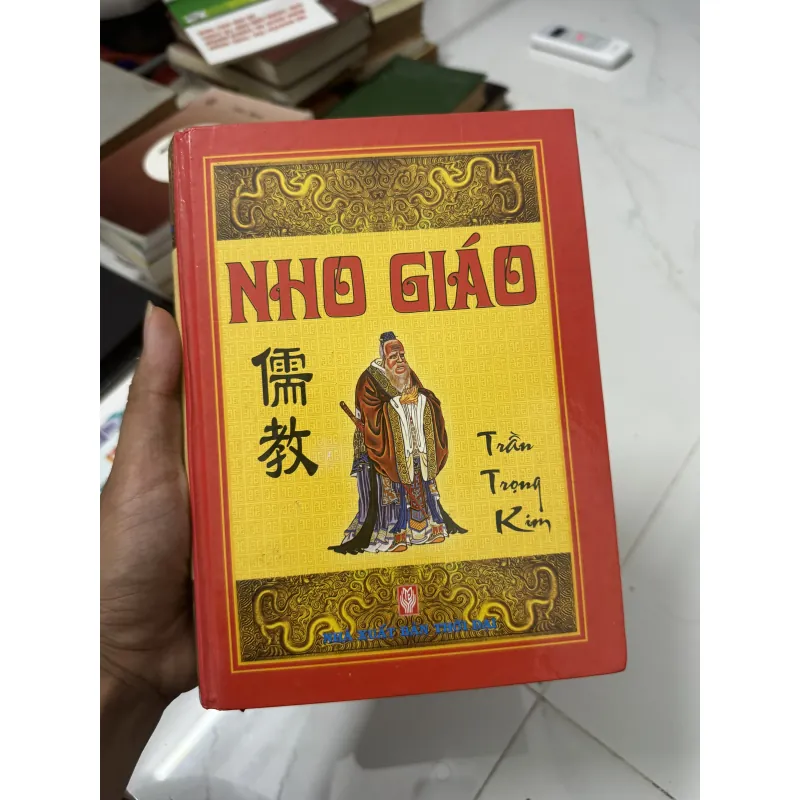 NHO GIÁO
儒
教
Trần
Trọng
Kim
NHÀ XUẤT BẢN THỜI ĐẠI